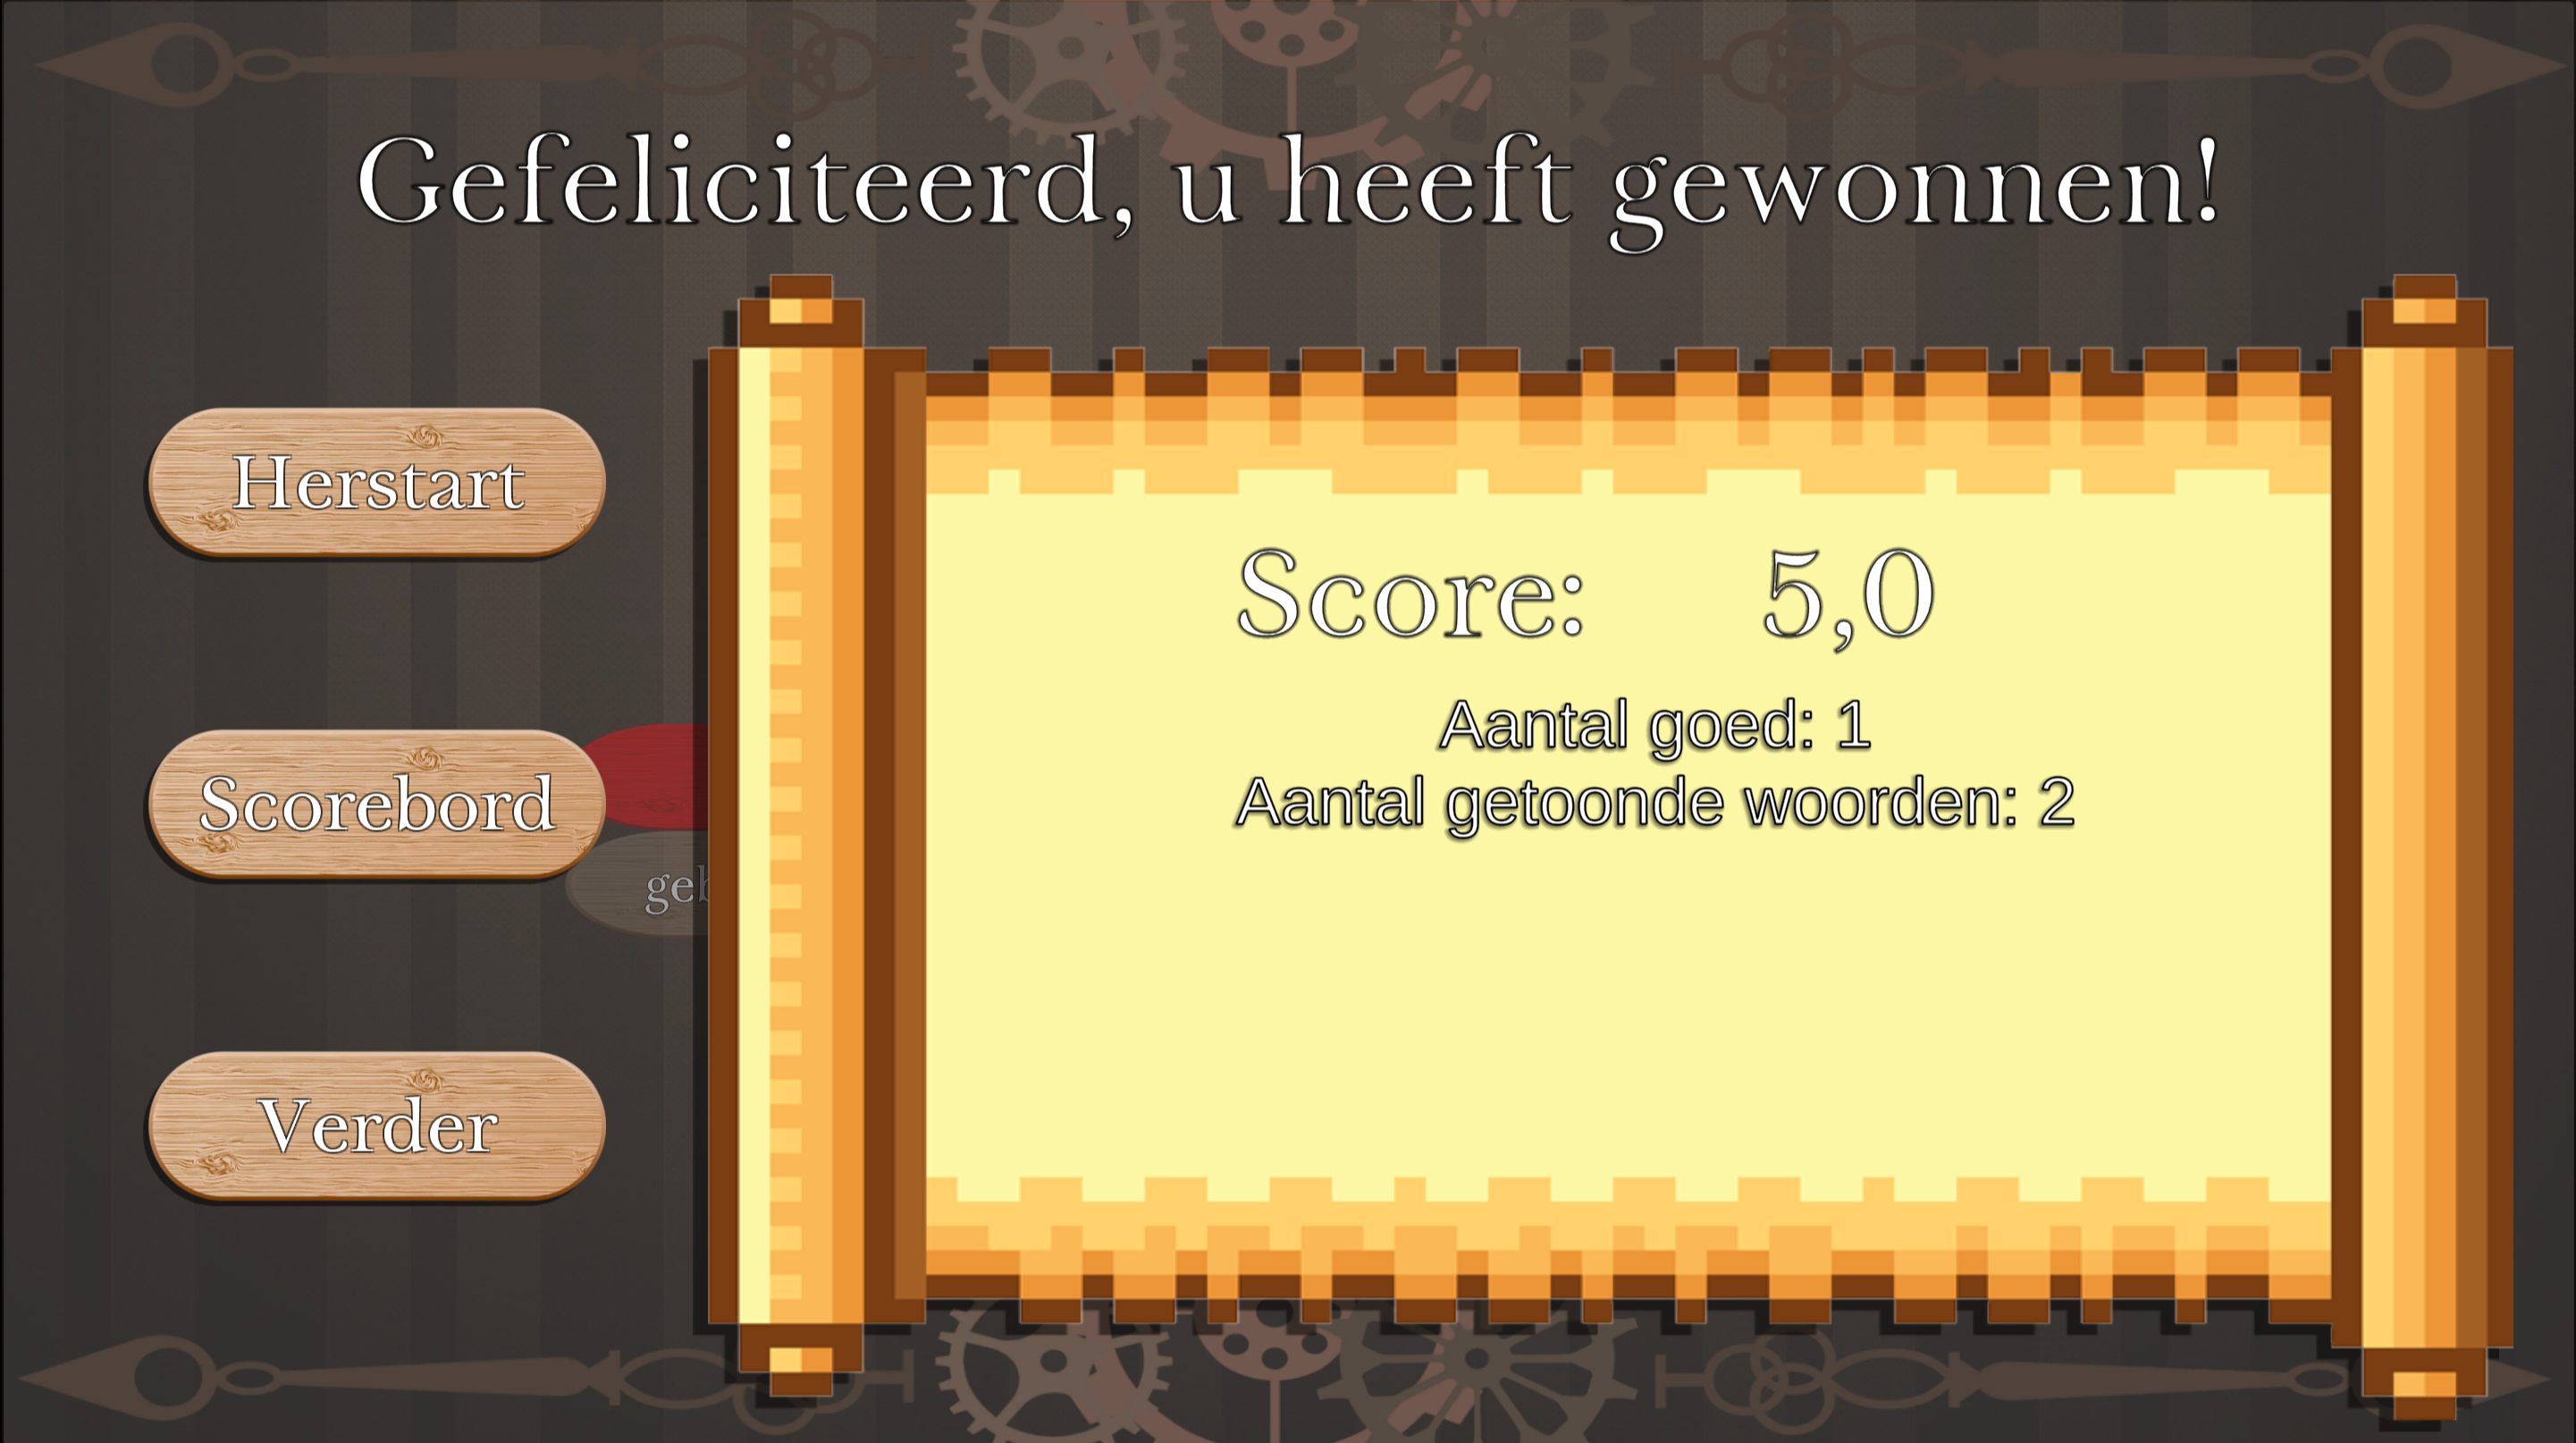 Gefeliciteerd, u heeft gewonnen!
Herstart
Scorebord
Verder
Score: 5,0
Aantal goed: 1
Aantal getoonde woorden: 2